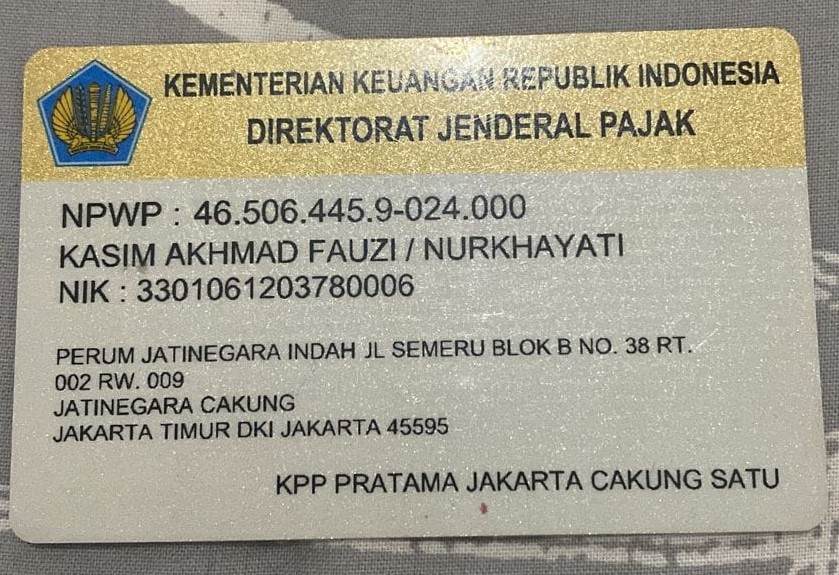 KEMENTERIAN KEUANGAN REPUBLIK INDONESIA
DIREKTORAT JENDERAL PAJAK
NPWP : 46.506.445.9-024.000
KASIM AKHMAD FAUZI / NURKHAYATI
NIK : 3301061203780006
PERUM JATINEGARA INDAH JL SEMERU BLOK B NO. 38 RT.
002 RW. 009
JATINEGARA CAKUNG
JAKARTA TIMUR DKI JAKARTA 45595
KPP PRATAMA JAKARTA CAKUNG SATU